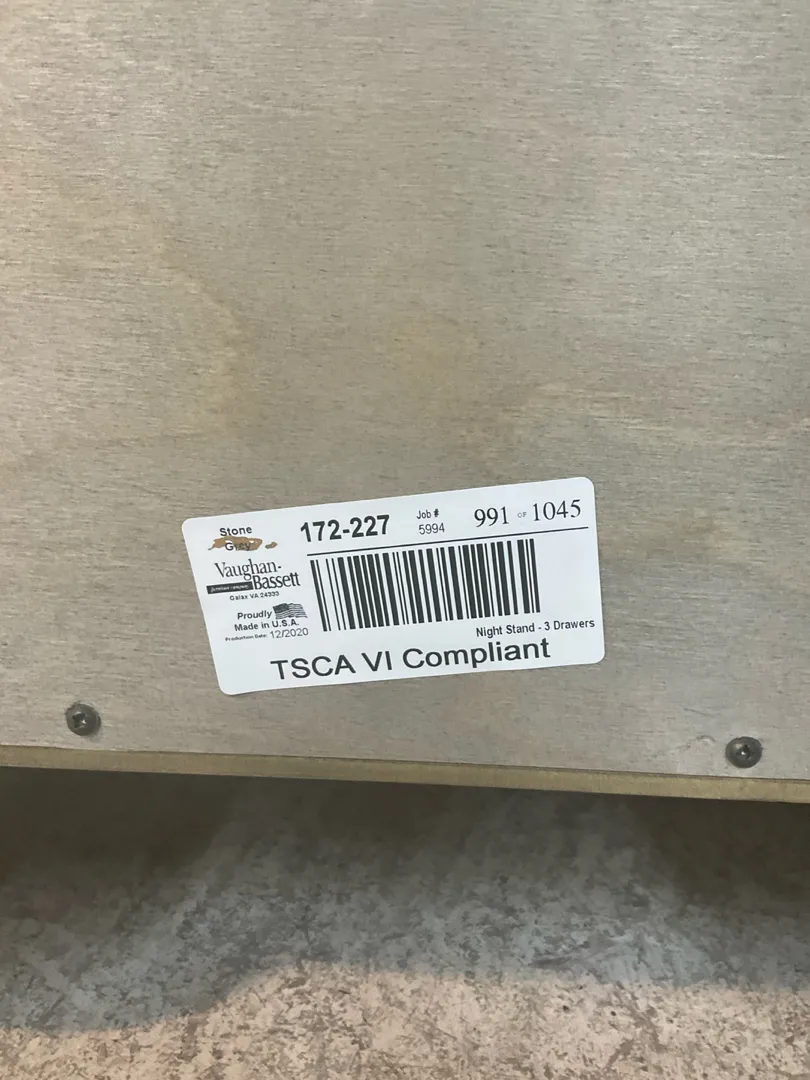 Stone
Grey
172-227
Job #
5994
991 OF 1045
Vaughan-
Bassett
Galax VA 24333
Proudly
Made in U.S.A.
Production Date: 12/2020
Night Stand - 3 Drawers
TSCA VI Compliant